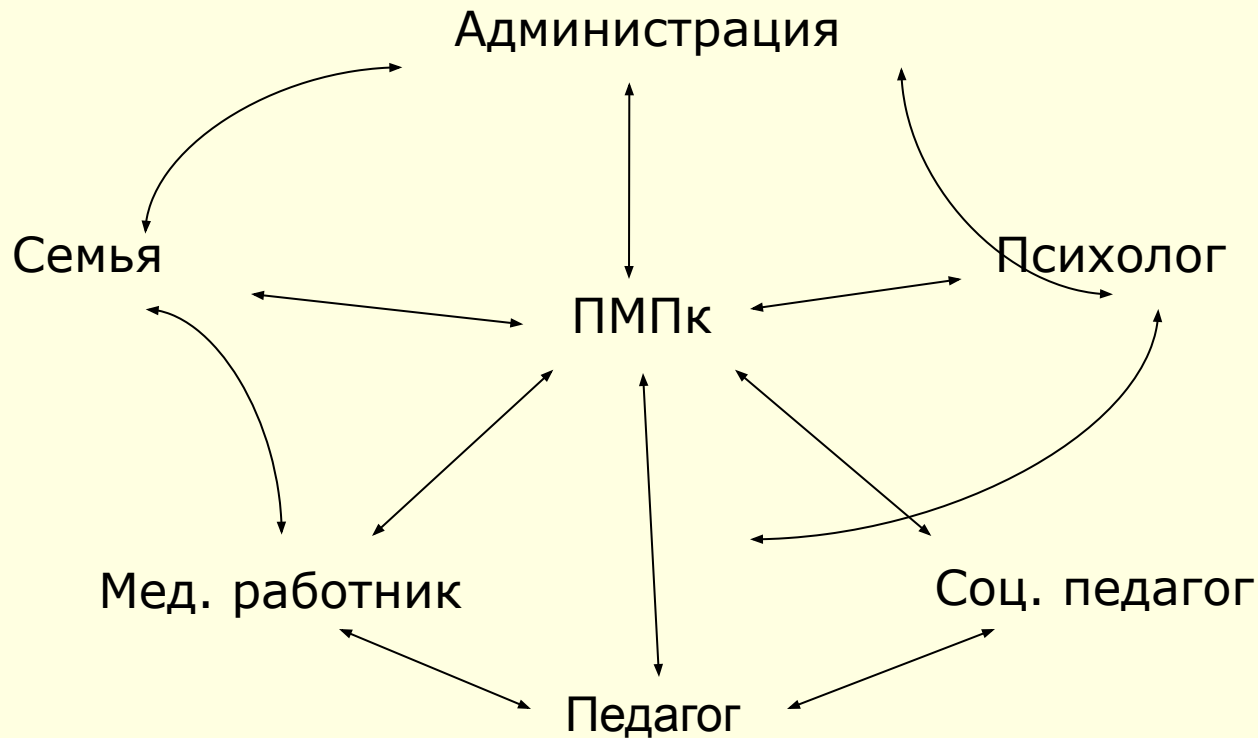 Администрация
Семья
Психолог
ПМПк
Мед. работник
Соц. педагог
Педагог